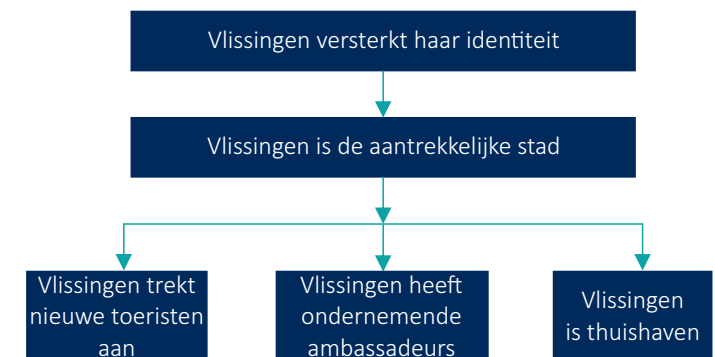 Vlissingen versterkt haar identiteit
Vlissingen is de aantrekkelijke stad
Vlissingen trekt
nieuwe toeristen
aan
Vlissingen heeft
ondernemende
ambassadeurs
Vlissingen
is thuishaven